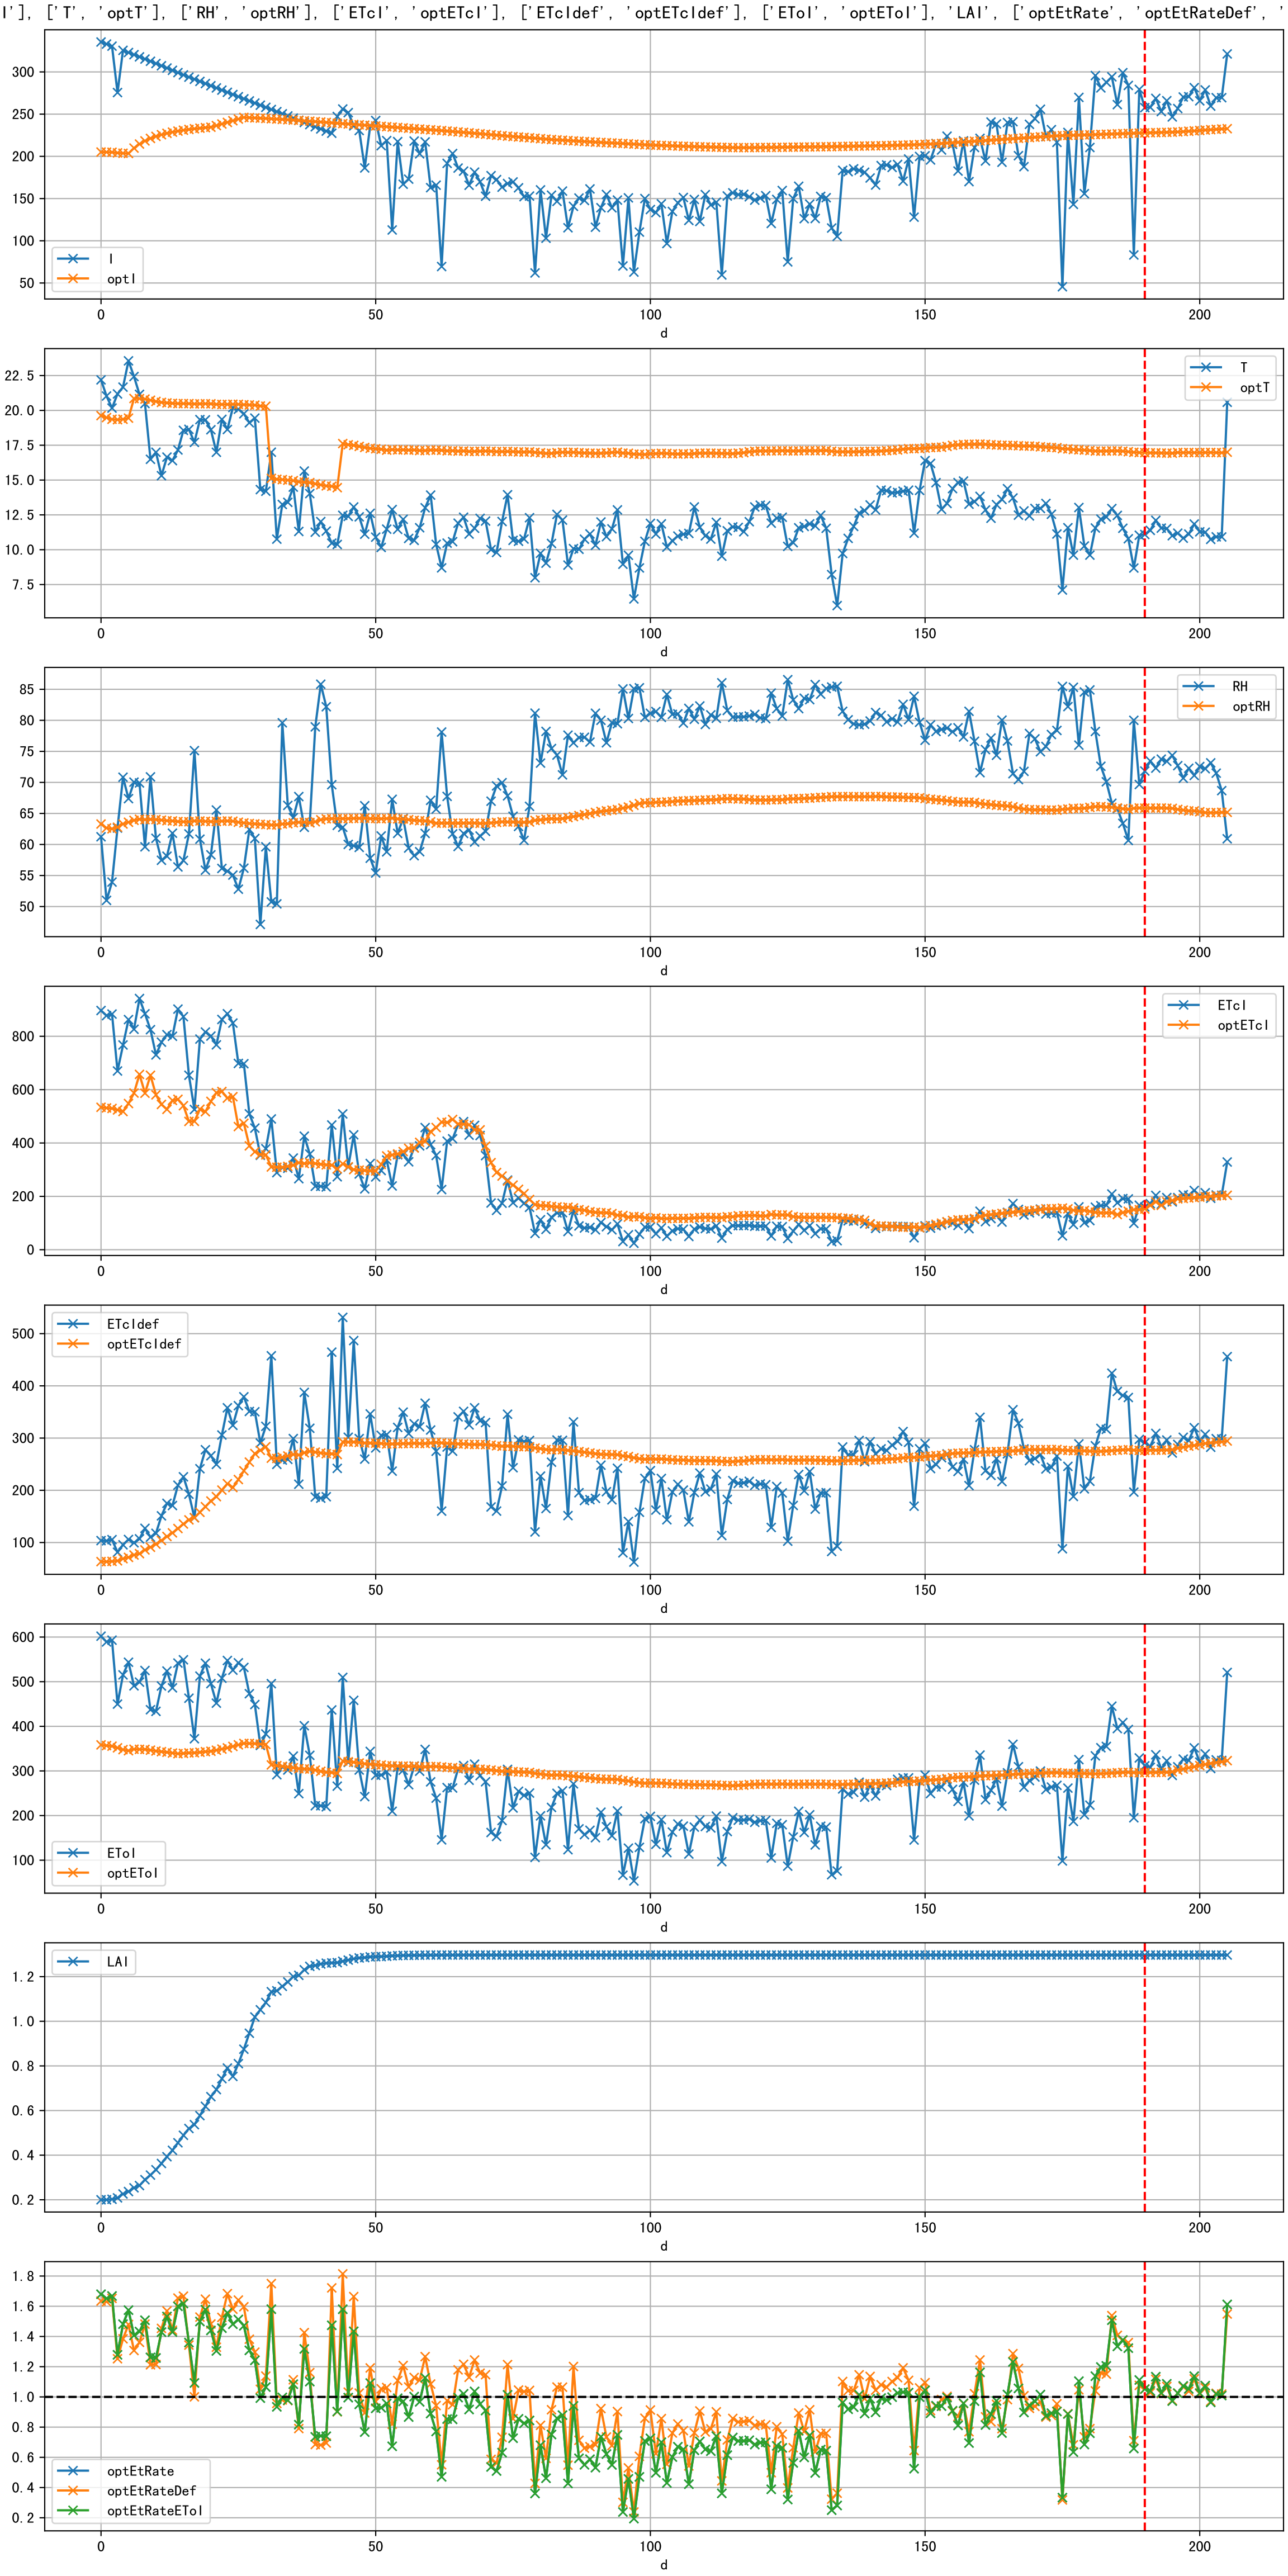 I'], ['T', 'optT'], ['RH', 'optRH'], ['ETcI', 'optETcI'], ['ETcIdef', 'optETcIdef'], ['EToI', 'optEToI'], 'LAI', ['optEtRate', 'optEtRateDef', '
300
250
200
150
100
50
I
optI
0 50 100 150 200
d
22.5
20.0
17.5
15.0
12.5
10.0
7.5
T
optT
0 50 100 150 200
d
85
80
75
70
65
60
55
50
RH
optRH
0 50 100 150 200
d
800
600
400
200
0
ETcI
optETcI
0 50 100 150 200
d
500
400
300
200
100
ETcIdef
optETcIdef
0 50 100 150 200
d
600
500
400
300
200
100
EToI
optEToI
0 50 100 150 200
d
1.2
1.0
0.8
0.6
0.4
0.2
LAI
0 50 100 150 200
d
1.8
1.6
1.4
1.2
1.0
0.8
0.6
0.4
0.2
optEtRate
optEtRateDef
optEtRateEToI
0 50 100 150 200
d